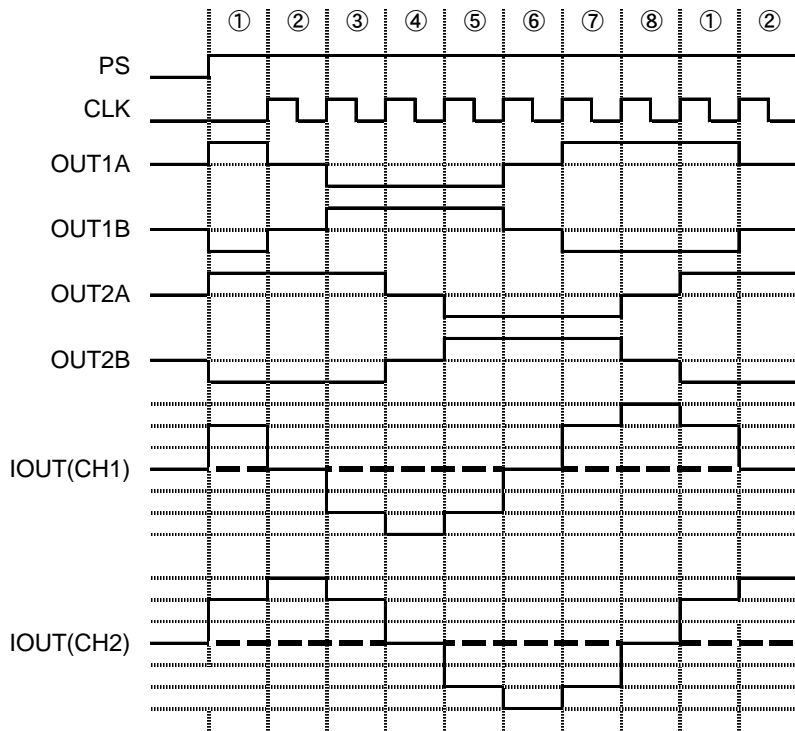 ① ② ③ ④ ⑤ ⑥ ⑦ ⑧ ① ②
PS
CLK
OUT1A
OUT1B
OUT2A
OUT2B
IOUT(CH1)
IOUT(CH2)